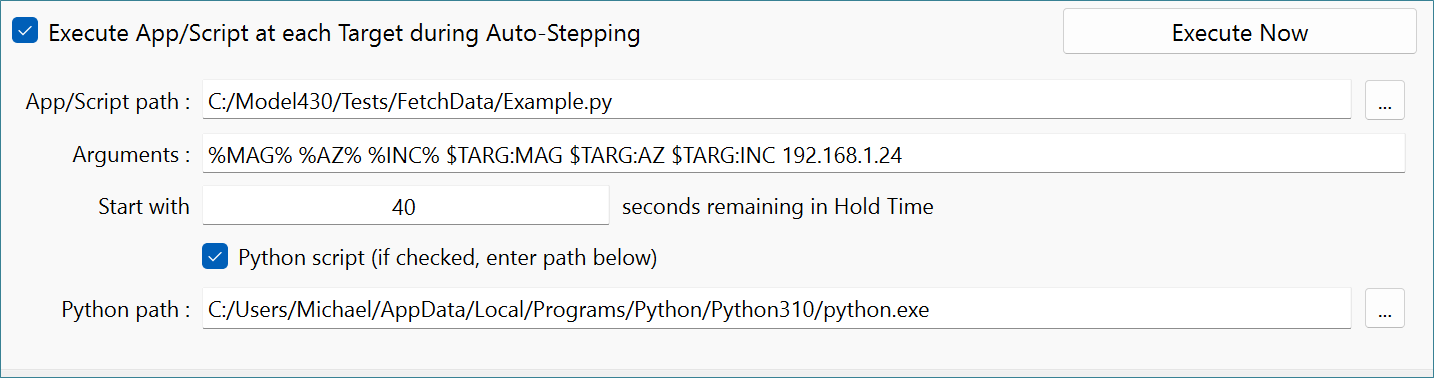 Execute App/Script at each Target during Auto-Stepping
Execute Now
App/Script path : C:/Model430/Tests/FetchData/Example.py ...
Arguments : %MAG% %AZ% %INC% $TARG:MAG $TARG:AZ $TARG:INC 192.168.1.24
Start with 40 seconds remaining in Hold Time
Python script (if checked, enter path below)
Python path : C:/Users/Michael/AppData/Local/Programs/Python/Python310/python.exe ...